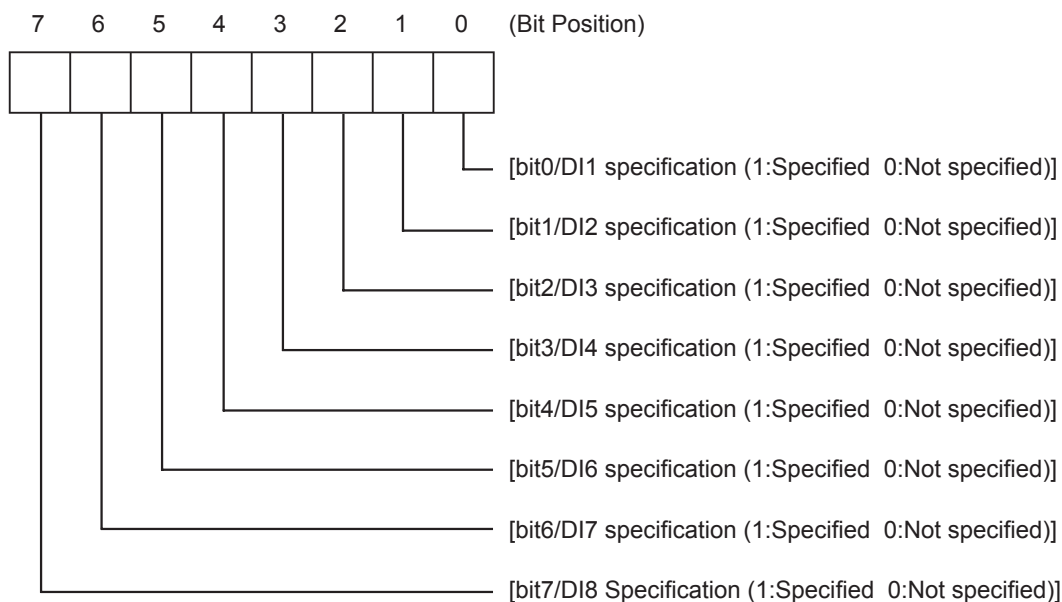 7 6 5 4 3 2 1 0 (Bit Position)
[bit0/DI1 specification (1:Specified 0:Not specified)]
[bit1/DI2 specification (1:Specified 0:Not specified)]
[bit2/DI3 specification (1:Specified 0:Not specified)]
[bit3/DI4 specification (1:Specified 0:Not specified)]
[bit4/DI5 specification (1:Specified 0:Not specified)]
[bit5/DI6 specification (1:Specified 0:Not specified)]
[bit6/DI7 specification (1:Specified 0:Not specified)]
[bit7/DI8 Specification (1:Specified 0:Not specified)]